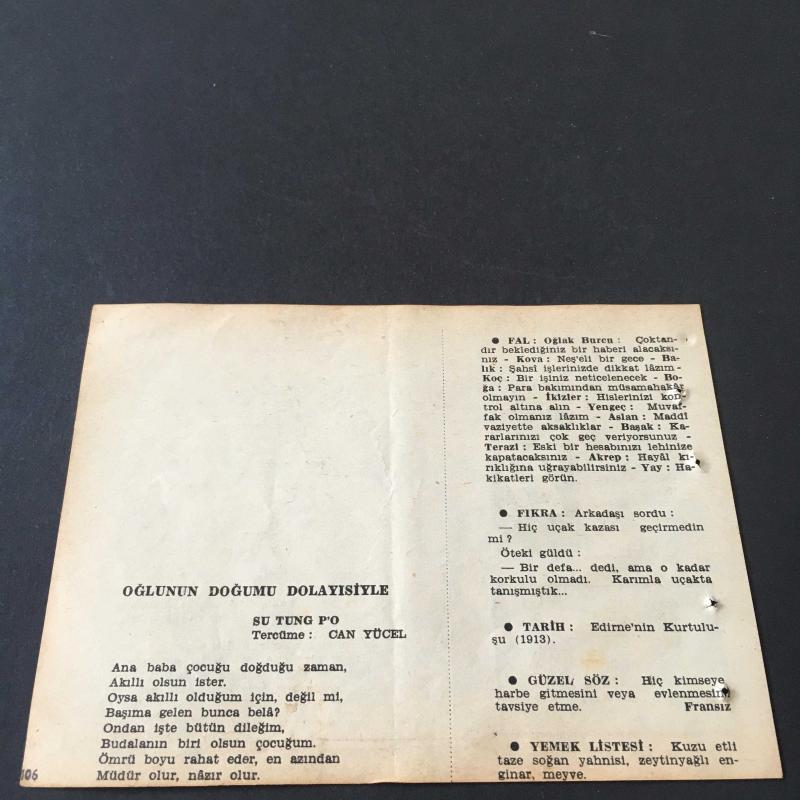 OĞLUNUN DOĞUMU DOLAYISİYLE
SU TUNG P'O
Tercüme : CAN YÜCEL
Ana baba çocuğu doğduğu zaman,
Akıllı olsun ister.
Oysa akıllı olduğum için, değil mi,
Başıma gelen bunca belâ?
Ondan işte bütün dileğim,
Budalanın biri olsun çocuğum.
Ömrü boyu rahat eder, en azından
Müdür olur, nâzır olur.
106
● FAL : Oğlak Burcu : Çoktan-
dır beklediğiniz bir haberi alacaksı-
nız - Kova : Neş'eli bir gece - Ba-
lık : Şahsî işlerinizde dikkat lâzım -
Koç : Bir işiniz neticelenecek - Bo-
ğa : Para bakımından müsamahakâr
olmayın - İkizler : Hislerinizi kon-
trol altına alın - Yengeç : Muvaf-
fak olmanız lâzım - Aslan : Maddî
vaziyette aksaklıklar - Başak : Ka-
rarlarınızı çok geç veriyorsunuz -
Terazi : Eski bir hesabınızı lehinize
kapatacaksınız - Akrep : Hayâl kı-
rıklığına uğrayabilirsiniz - Yay : Ha-
kikatleri görün.
● FIKRA : Arkadaşı sordu :
— Hiç uçak kazası geçirmedin
mi ?
Öteki güldü :
— Bir defa... dedi, ama o kadar
korkulu olmadı. Karımla uçakta
tanışmıştık...
● TARİH : Edirne'nin Kurtulu-
şu (1913).
● GÜZEL SÖZ : Hiç kimseye
harbe gitmesini veya evlenmesini
tavsiye etme. Fransız
● YEMEK LİSTESİ : Kuzu etli
taze soğan yahnisi, zeytinyağlı en-
ginar, meyve.